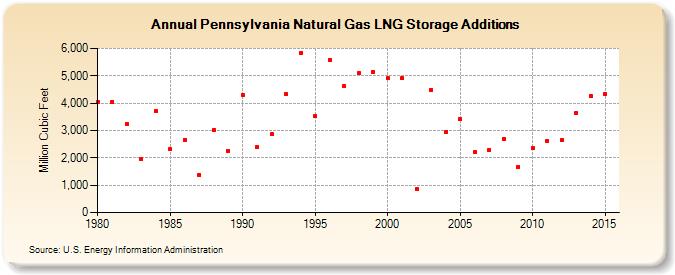 Annual Pennsylvania Natural Gas LNG Storage Additions
Million Cubic Feet
6,000
5,000
4,000
3,000
2,000
1,000
0
1980 1985 1990 1995 2000 2005 2010 2015
Source: U.S. Energy Information Administration